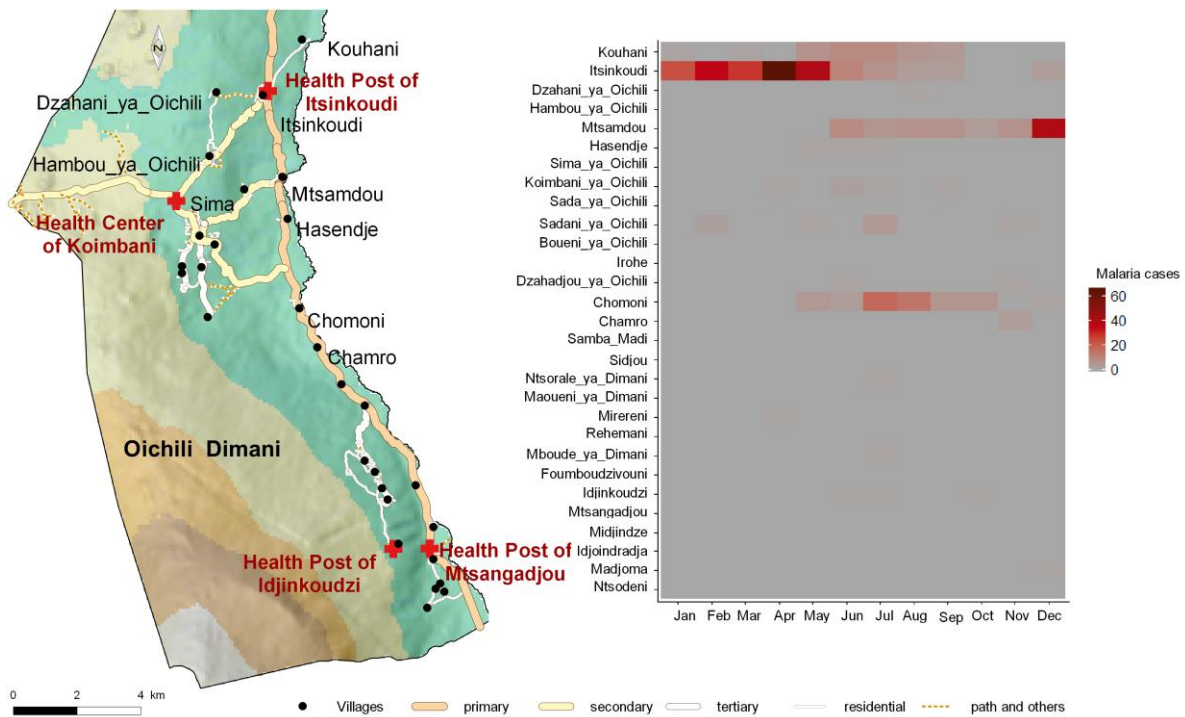 Kouhani
Health Post of
Itsinkoudi
Dzahani_ya_Oichili
Itsinkoudi
Hambou_ya_Oichili
Mtsamdou
Sima
Health Center
of Koimbani
Hasendje
Chomoni
Chamro
Oichili Dimani
Health Post of
Idjinkoudzi
Health Post of
Mtsangadjou
N
0 2 4 km
Villages primary secondary tertiary residential path and others
Kouhani
Itsinkoudi
Dzahani_ya_Oichili
Hambou_ya_Oichili
Mtsamdou
Hasendje
Sima_ya_Oichili
Koimbani_ya_Oichili
Sada_ya_Oichili
Sadani_ya_Oichili
Boueni_ya_Oichili
Irohe
Dzahadjou_ya_Oichili
Chomoni
Chamro
Samba_Madi
Sidjou
Ntsorale_ya_Dimani
Maoueni_ya_Dimani
Mirereni
Rehemani
Mboude_ya_Dimani
Foumboudzivouni
Idjinkoudzi
Mtsangadjou
Midjindze
Idjoindradja
Madjoma
Ntsodeni
Jan Feb Mar Apr May Jun Jul Aug Sep Oct Nov Dec
Malaria cases
60
40
20
0